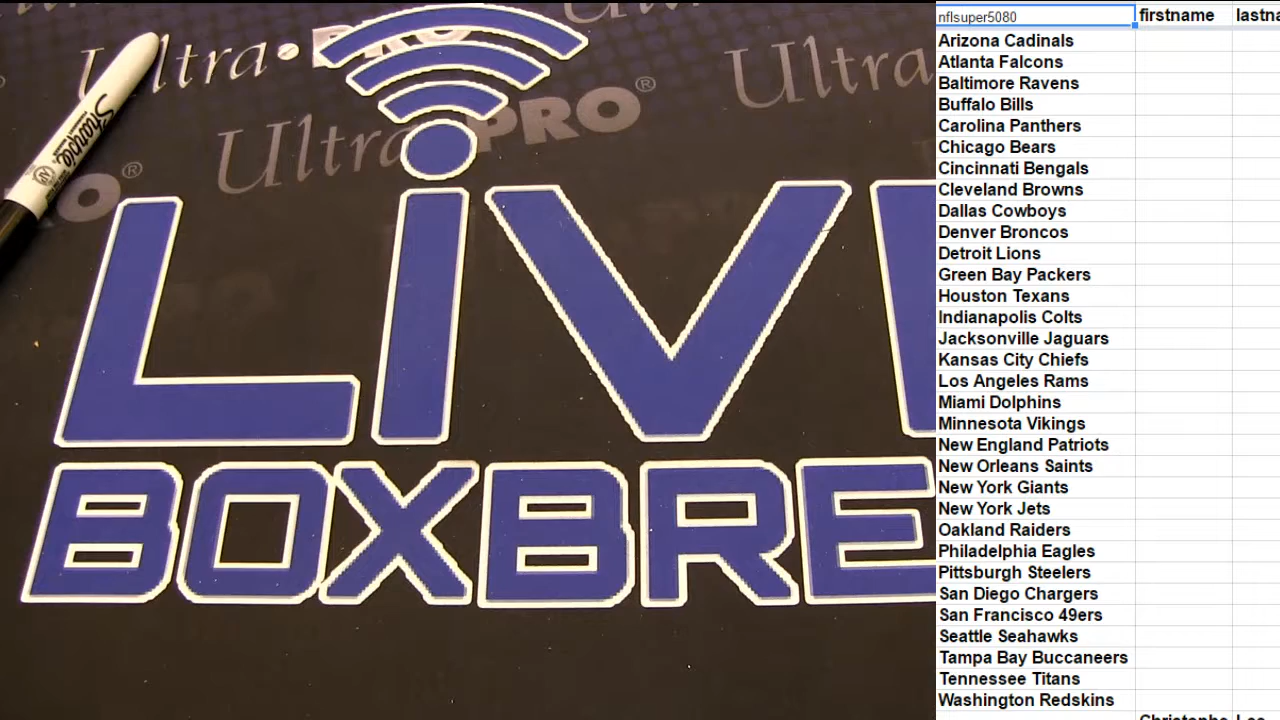 Ultra•PRO
Ultra
Ultra•PRO®
PRO®
Sharpie
LiVE
BOXBRE
nflsuper5080 firstname lastna
Arizona Cadinals
Atlanta Falcons
Baltimore Ravens
Buffalo Bills
Carolina Panthers
Chicago Bears
Cincinnati Bengals
Cleveland Browns
Dallas Cowboys
Denver Broncos
Detroit Lions
Green Bay Packers
Houston Texans
Indianapolis Colts
Jacksonville Jaguars
Kansas City Chiefs
Los Angeles Rams
Miami Dolphins
Minnesota Vikings
New England Patriots
New Orleans Saints
New York Giants
New York Jets
Oakland Raiders
Philadelphia Eagles
Pittsburgh Steelers
San Diego Chargers
San Francisco 49ers
Seattle Seahawks
Tampa Bay Buccaneers
Tennessee Titans
Washington Redskins